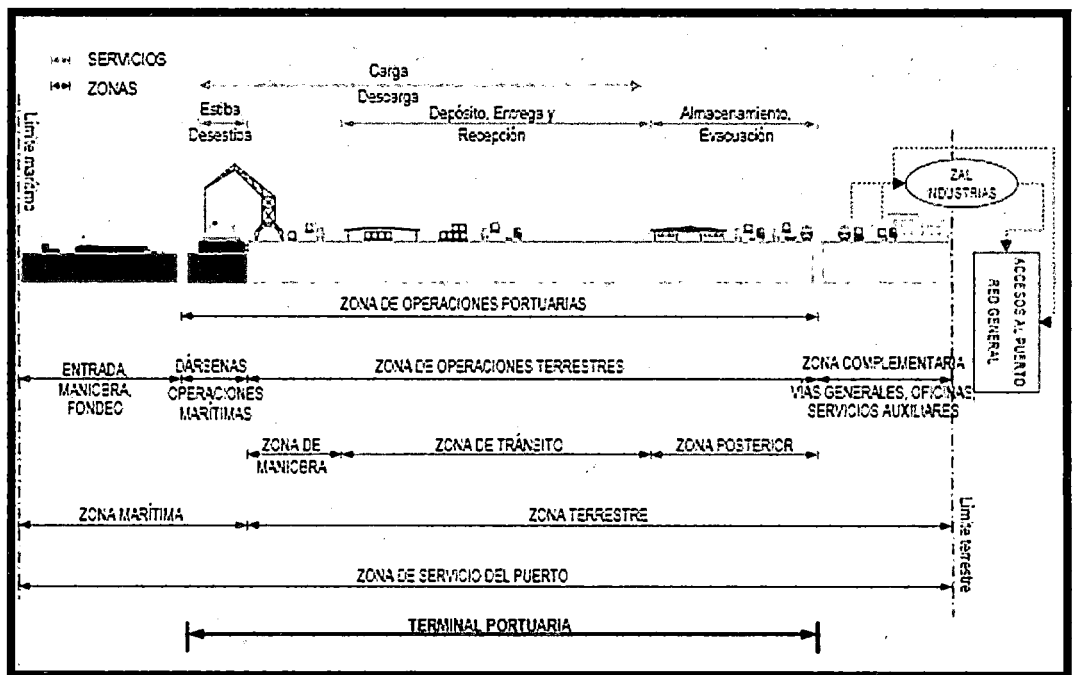 SERVICIOS
ZONAS
Carga
Descarga
Estiba
Desestiba
Depósito, Entrega y
Recepción
Almacenamiento,
Evacuación
Límite marítimo
ZAL
INDUSTRIAS
ACCESOS AL PUERTO
RED GENERAL
ZONA DE OPERACIONES PORTUARIAS
ENTRADA,
MANIOBRA,
FONDEO
DÁRSENAS
OPERACIONES
MARÍTIMAS
ZONA DE OPERACIONES TERRESTRES
ZONA COMPLEMENTARIA
VIAS GENERALES, OFICINAS,
SERVICIOS AUXILIARES
ZONA DE
MANIOBRA
ZONA DE TRÁNSITO
ZONA POSTERIOR
ZONA MARÍTIMA
ZONA TERRESTRE
Límite terrestre
ZONA DE SERVICIO DEL PUERTO
TERMINAL PORTUARIA